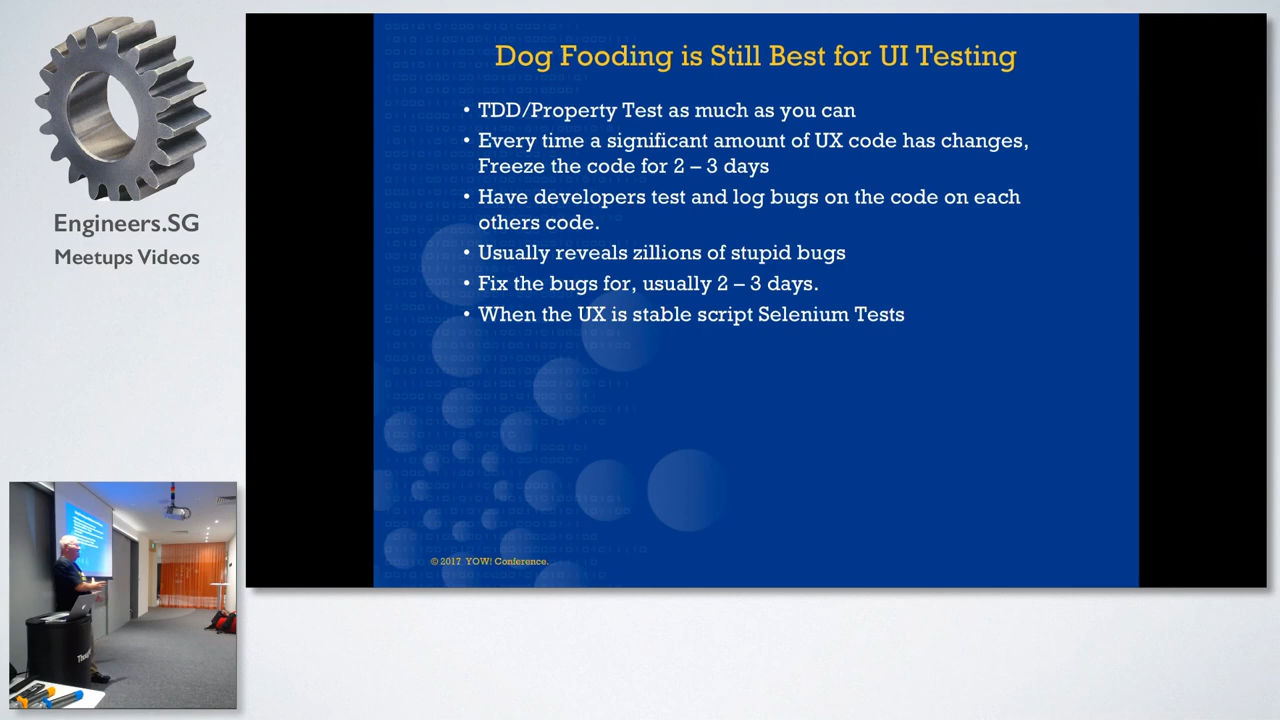 Dog Fooding is Still Best for UI Testing
• TDD/Property Test as much as you can
• Every time a significant amount of UX code has changes,
Freeze the code for 2 – 3 days
• Have developers test and log bugs on the code on each
others code.
• Usually reveals zillions of stupid bugs
• Fix the bugs for, usually 2 – 3 days.
• When the UX is stable script Selenium Tests
© 2017 YOW! Conference.
Engineers.SG
Meetups Videos